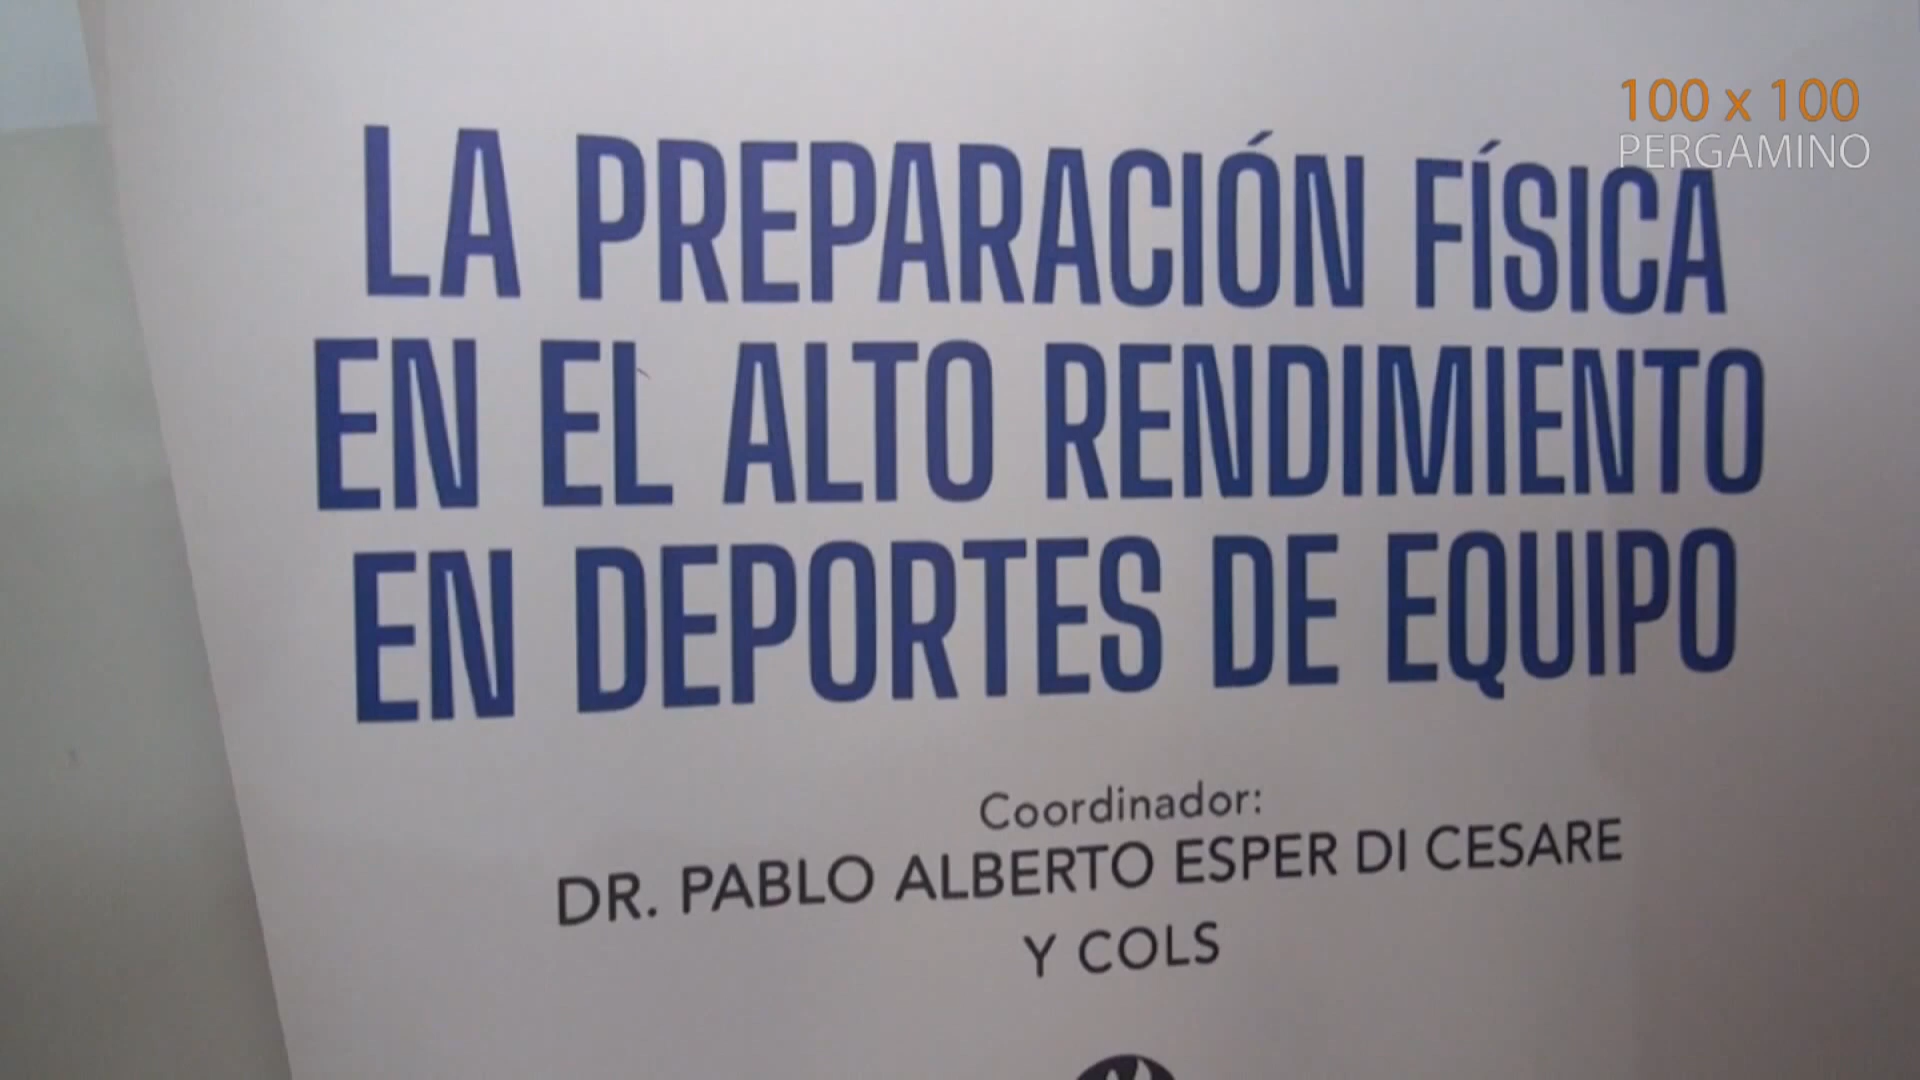 100 x 100
PERGAMINO
LA PREPARACIÓN FÍSICA
EN EL ALTO RENDIMIENTO
EN DEPORTES DE EQUIPO
Coordinador:
DR. PABLO ALBERTO ESPER DI CESARE
Y COLS